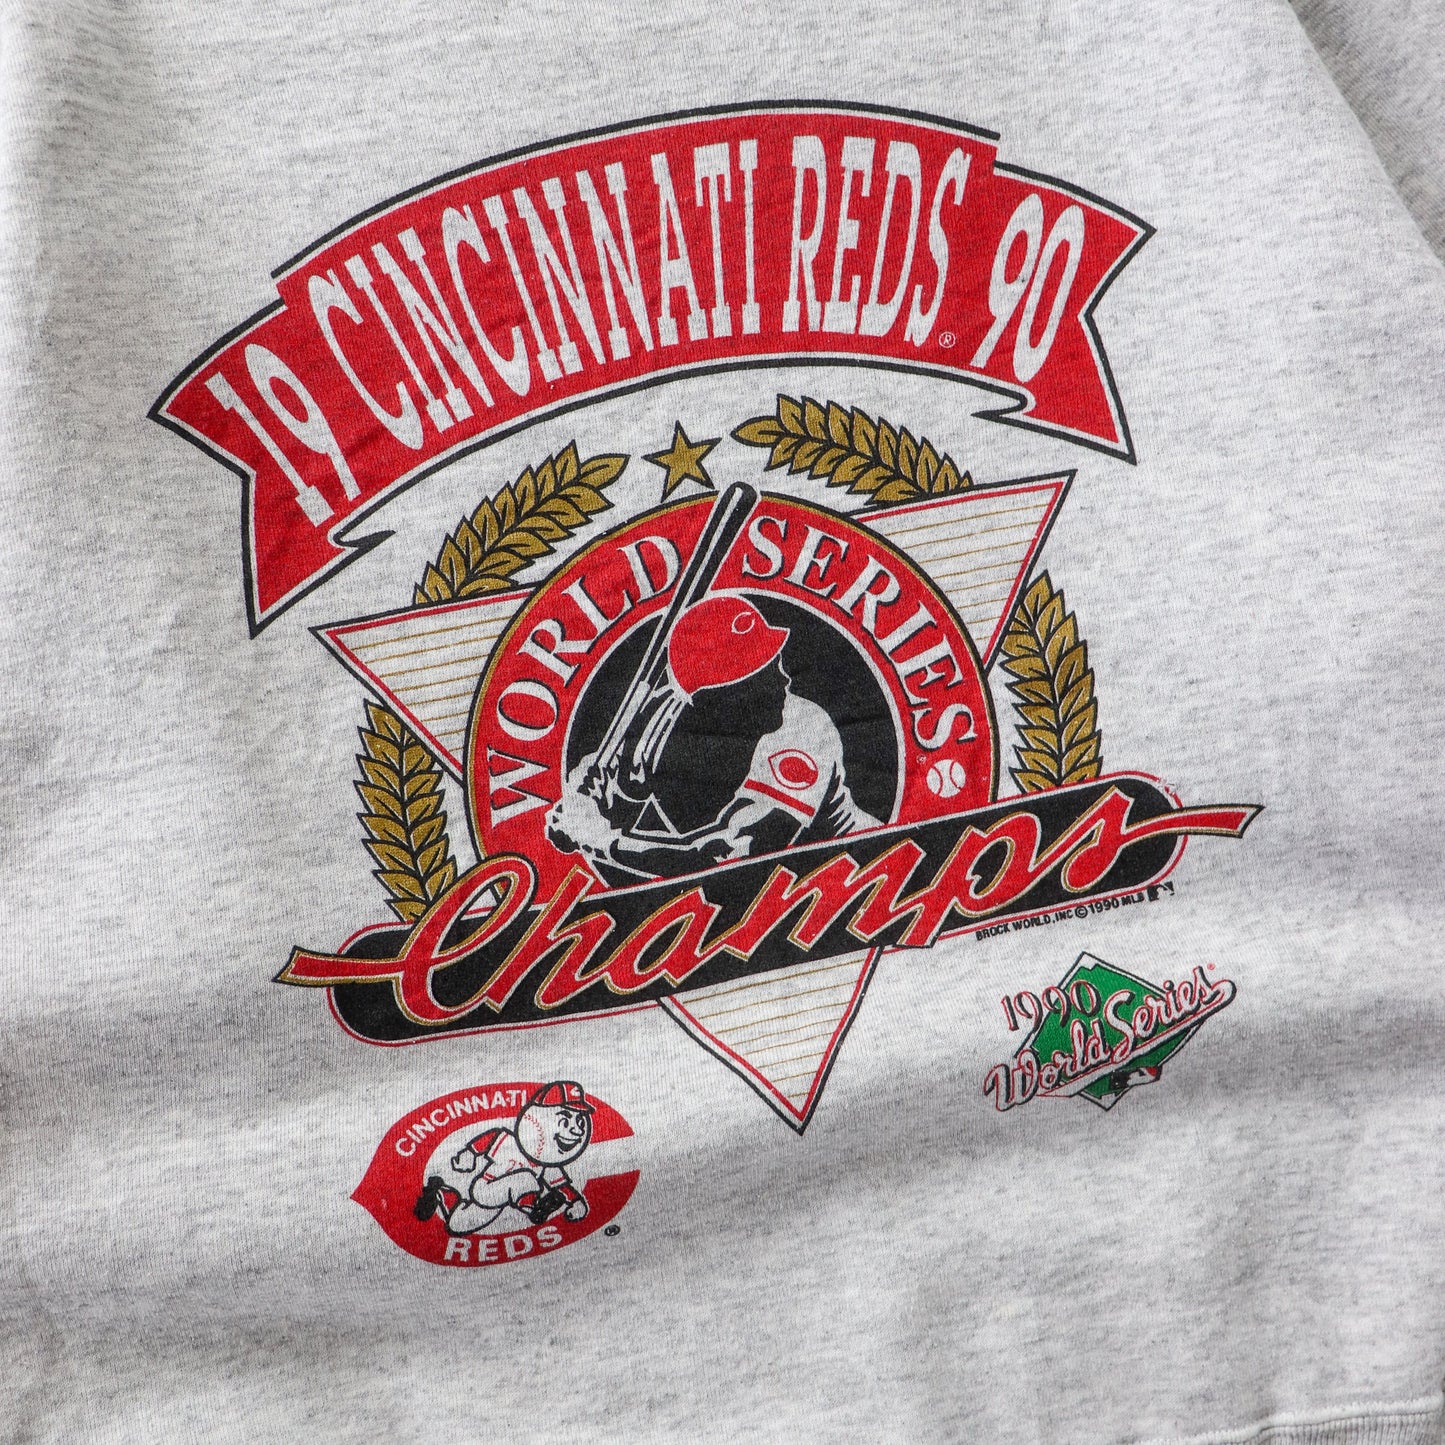 19 CINCINNATI REDS® 90
WORLD SERIES
Champs
BROCK WORLD, INC © 1990 MLB
1990
World Series®
CINCINNATI
REDS ®